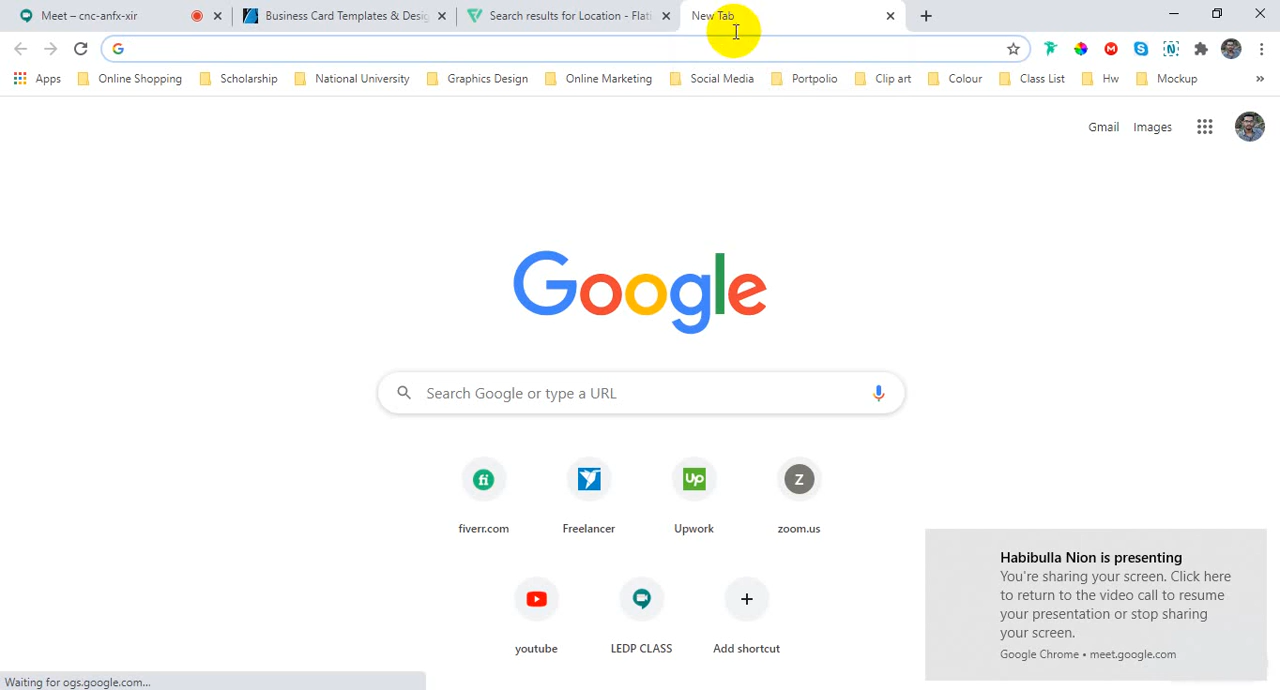 Meet – cnc-anfx-xir
Business Card Templates & Desig
Search results for Location - Flati
New Tab
Apps
Online Shopping
Scholarship
National University
Graphics Design
Online Marketing
Social Media
Portpolio
Clip art
Colour
Class List
Hw
Mockup
Gmail
Images
Google
Search Google or type a URL
fi
Up
Z
fiverr.com
Freelancer
Upwork
zoom.us
youtube
LEDP CLASS
Add shortcut
Habibulla Nion is presenting
You're sharing your screen. Click here
to return to the video call to resume
your presentation or stop sharing
your screen.
Google Chrome • meet.google.com
Waiting for ogs.google.com...